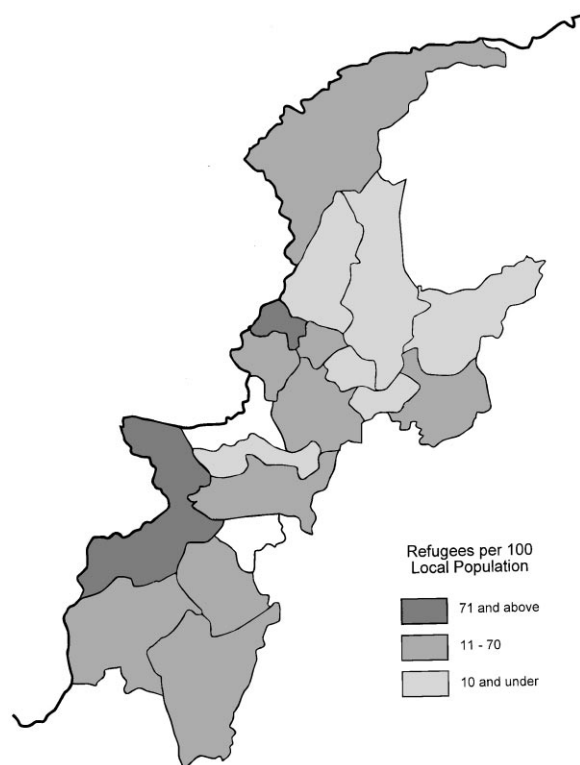 Refugees per 100
Local Population
71 and above
11 - 70
10 and under